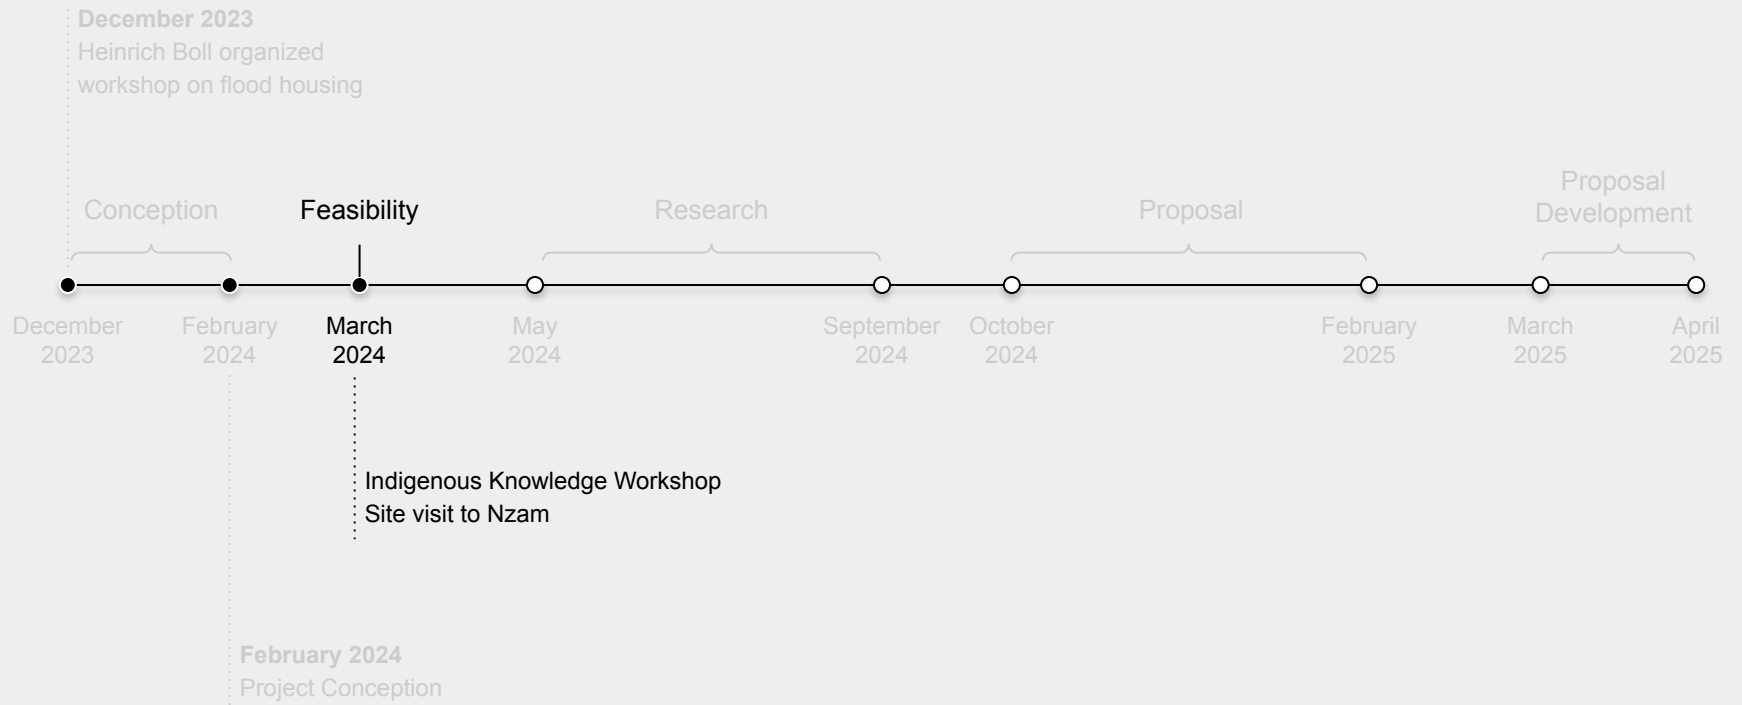 December 2023
Heinrich Boll organized
workshop on flood housing
Conception
Feasibility
Research
Proposal
Proposal
Development
December
2023
February
2024
March
2024
May
2024
September
2024
October
2024
February
2025
March
2025
April
2025
Indigenous Knowledge Workshop
Site visit to Nzam
February 2024
Project Conception